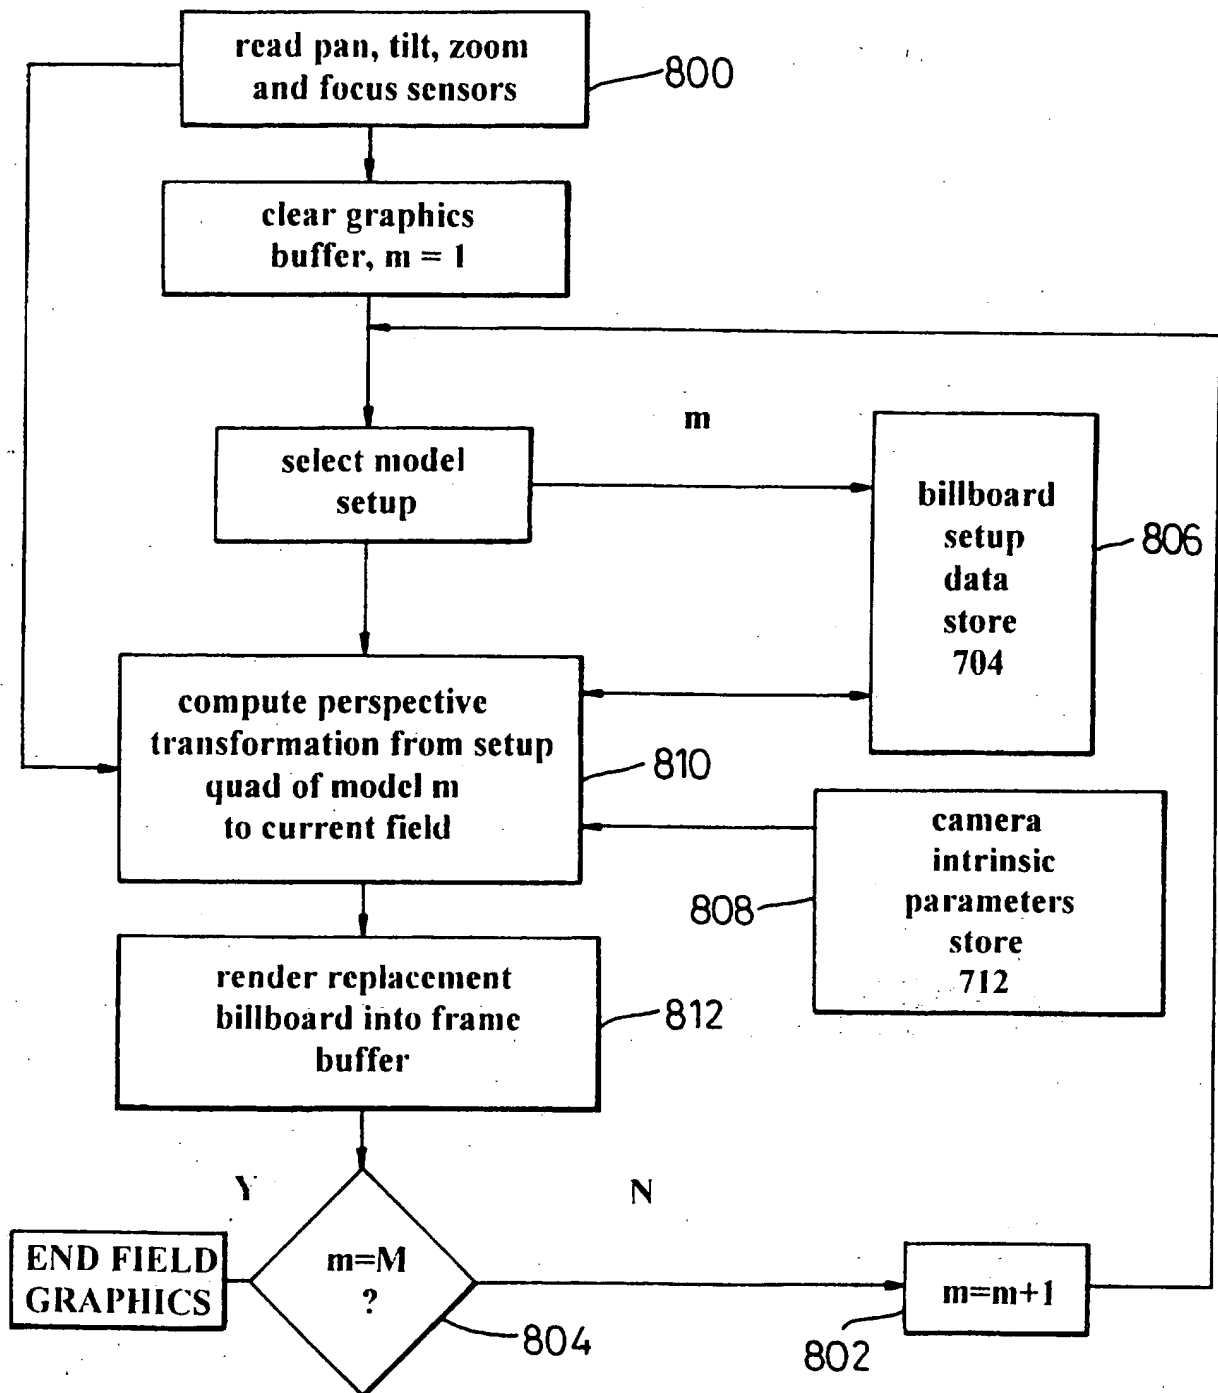 read pan, tilt, zoom
and focus sensors
800
clear graphics
buffer, m = 1
select model
setup
m
billboard
setup
data
store
704
806
compute perspective
transformation from setup
quad of model m
to current field
810
camera
intrinsic
parameters
store
712
808
render replacement
billboard into frame
buffer
812
Y
N
END FIELD
GRAPHICS
m=M
?
804
m=m+1
802